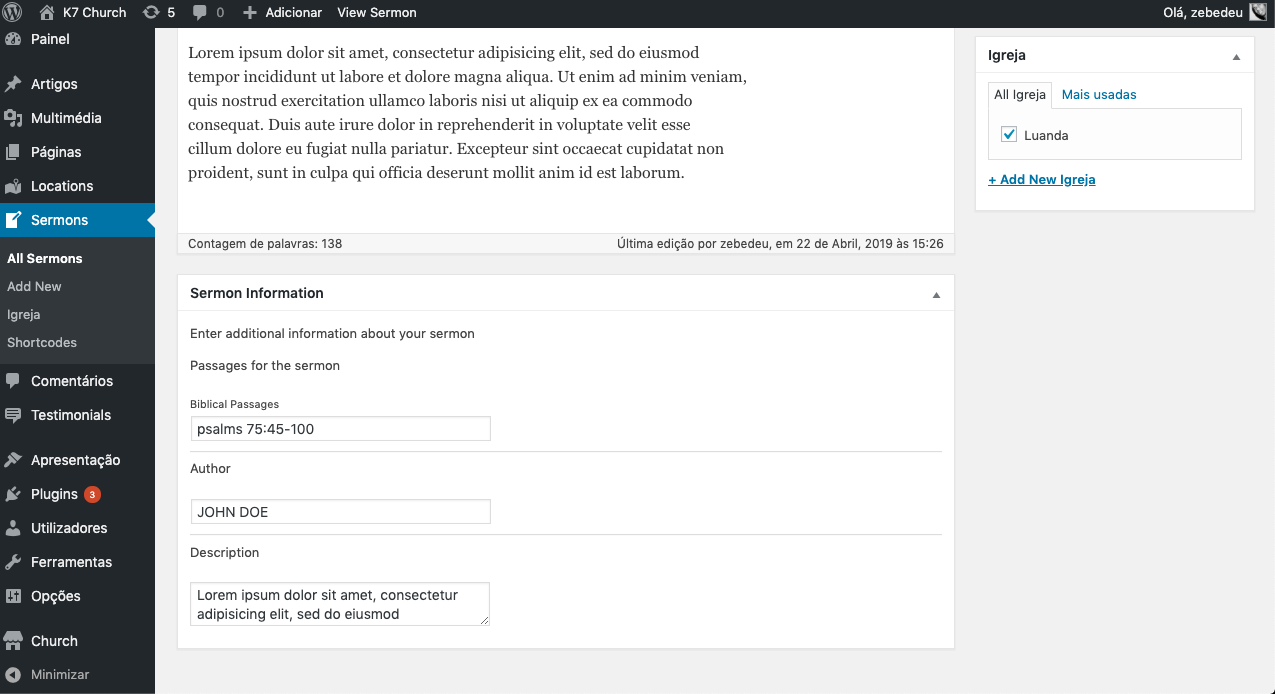 K7 Church 5 0 Adicionar View Sermon Olá, zebedeu
Painel
Artigos
Multimédia
Páginas
Locations
Sermons
All Sermons
Add New
Igreja
Shortcodes
Comentários
Testimonials
Apresentação
Plugins 3
Utilizadores
Ferramentas
Opções
Church
Minimizar
Lorem ipsum dolor sit amet, consectetur adipisicing elit, sed do eiusmod
tempor incididunt ut labore et dolore magna aliqua. Ut enim ad minim veniam,
quis nostrud exercitation ullamco laboris nisi ut aliquip ex ea commodo
consequat. Duis aute irure dolor in reprehenderit in voluptate velit esse
cillum dolore eu fugiat nulla pariatur. Excepteur sint occaecat cupidatat non
proident, sunt in culpa qui officia deserunt mollit anim id est laborum.
Contagem de palavras: 138 Última edição por zebedeu, em 22 de Abril, 2019 às 15:26
Sermon Information
Enter additional information about your sermon
Passages for the sermon
Biblical Passages
psalms 75:45-100
Author
JOHN DOE
Description
Lorem ipsum dolor sit amet, consectetur
adipisicing elit, sed do eiusmod
Igreja
All Igreja Mais usadas
Luanda
+ Add New Igreja